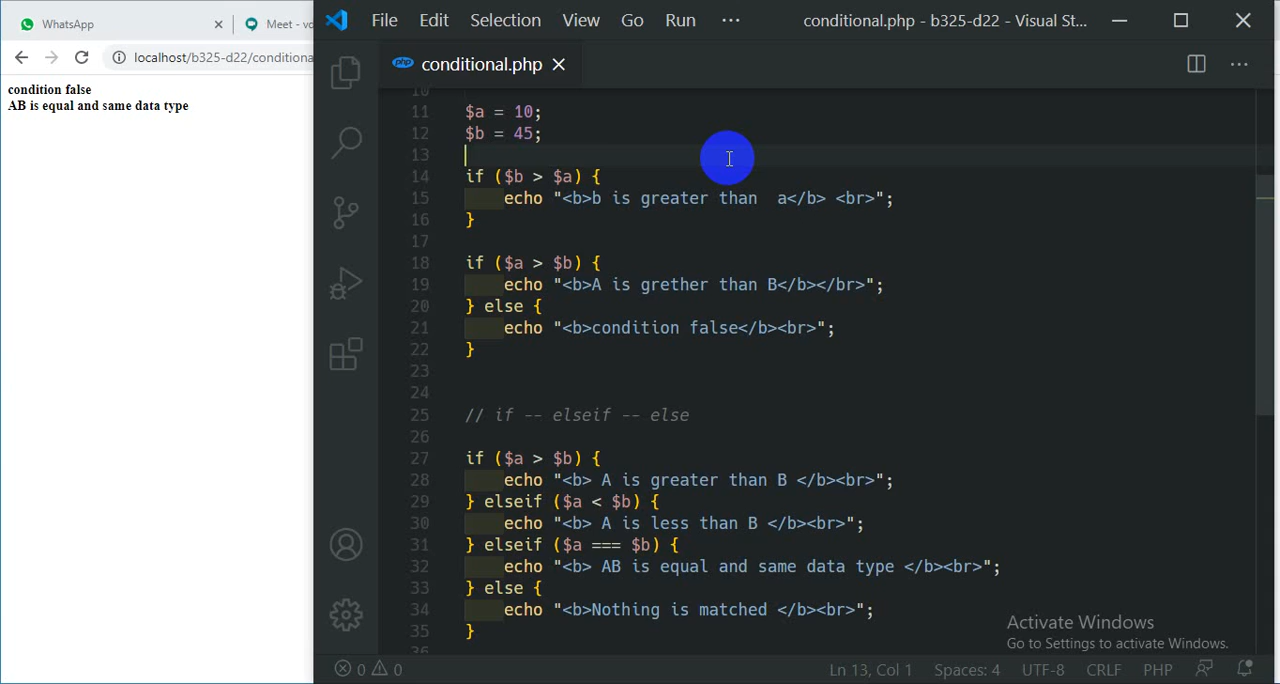 WhatsApp
Meet - vo
localhost/b325-d22/conditiona
condition false
AB is equal and same data type
File Edit Selection View Go Run ···
conditional.php - b325-d22 - Visual St...
php conditional.php
10
11 $a = 10;
12 $b = 45;
13
14 if ($b > $a) {
15 echo "<b>b is greater than  a</b> <br>";
16 }
17
18 if ($a > $b) {
19 echo "<b>A is grether than B</b></br>";
20 } else {
21 echo "<b>condition false</b><br>";
22 }
23
24
25 // if -- elseif -- else
26
27 if ($a > $b) {
28 echo "<b> A is greater than B </b><br>";
29 } elseif ($a < $b) {
30 echo "<b> A is less than B </b><br>";
31 } elseif ($a === $b) {
32 echo "<b> AB is equal and same data type </b><br>";
33 } else {
34 echo "<b>Nothing is matched </b><br>";
35 }
36
Activate Windows
Go to Settings to activate Windows.
0 0 Ln 13, Col 1 Spaces: 4 UTF-8 CRLF PHP